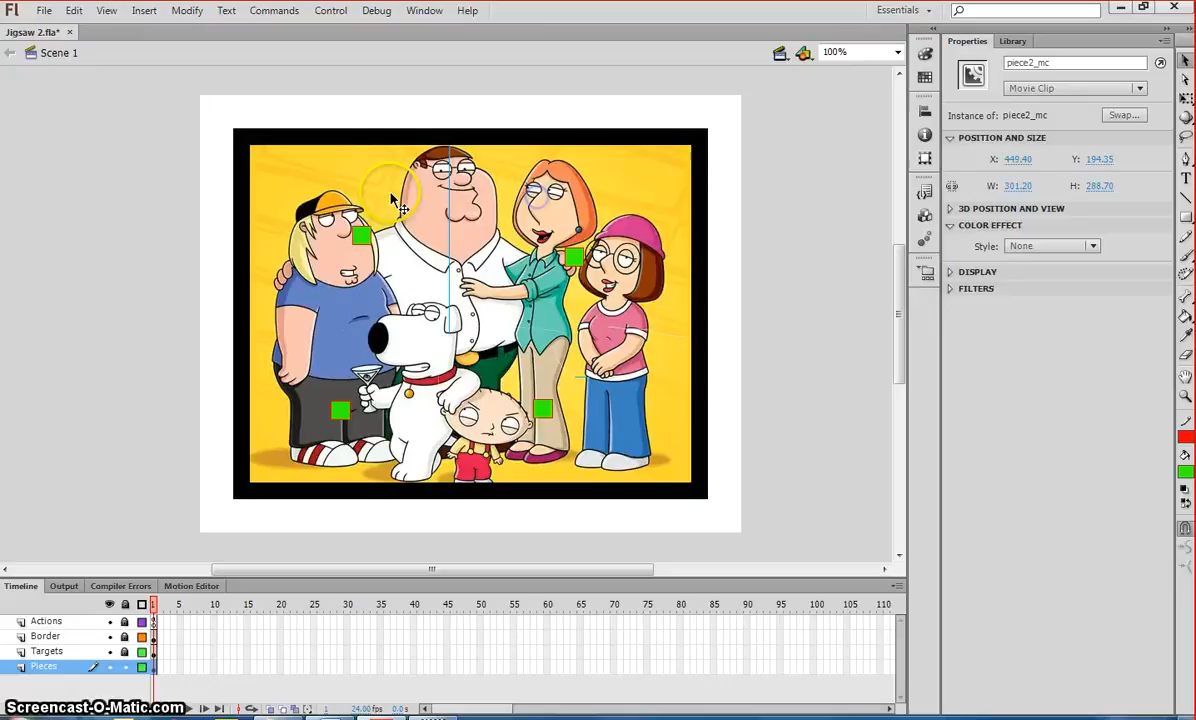 Fl File Edit View Insert Modify Text Commands Control Debug Window Help Essentials
Jigsaw 2.fla* ×
Scene 1 100%
Properties Library
piece2_mc
Movie Clip
Instance of: piece2_mc Swap...
POSITION AND SIZE
X: 449.40 Y: 194.35
W: 301.20 H: 288.70
3D POSITION AND VIEW
COLOR EFFECT
Style: None
DISPLAY
FILTERS
Timeline Output Compiler Errors Motion Editor
1 5 10 15 20 25 30 35 40 45 50 55 60 65 70 75 80 85 90 95 100 105 110
Actions
Border
Targets
Pieces
1 24.00 fps 0.0 s
Screencast-O-Matic.com